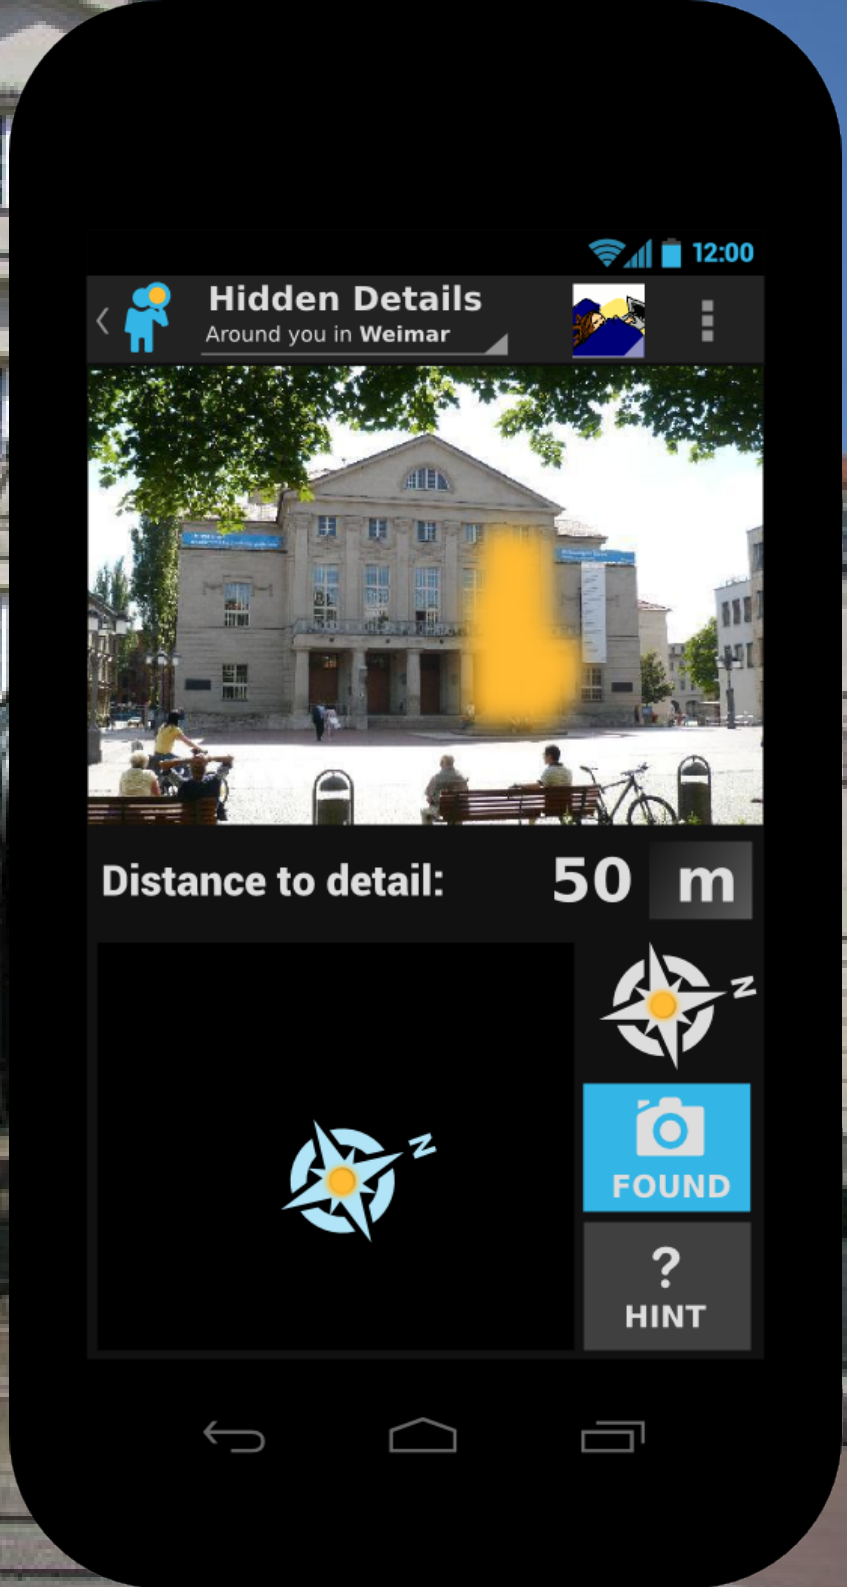 12:00
Hidden Details
Around you in Weimar
Distance to detail: 50 m
N
N
FOUND
?
HINT